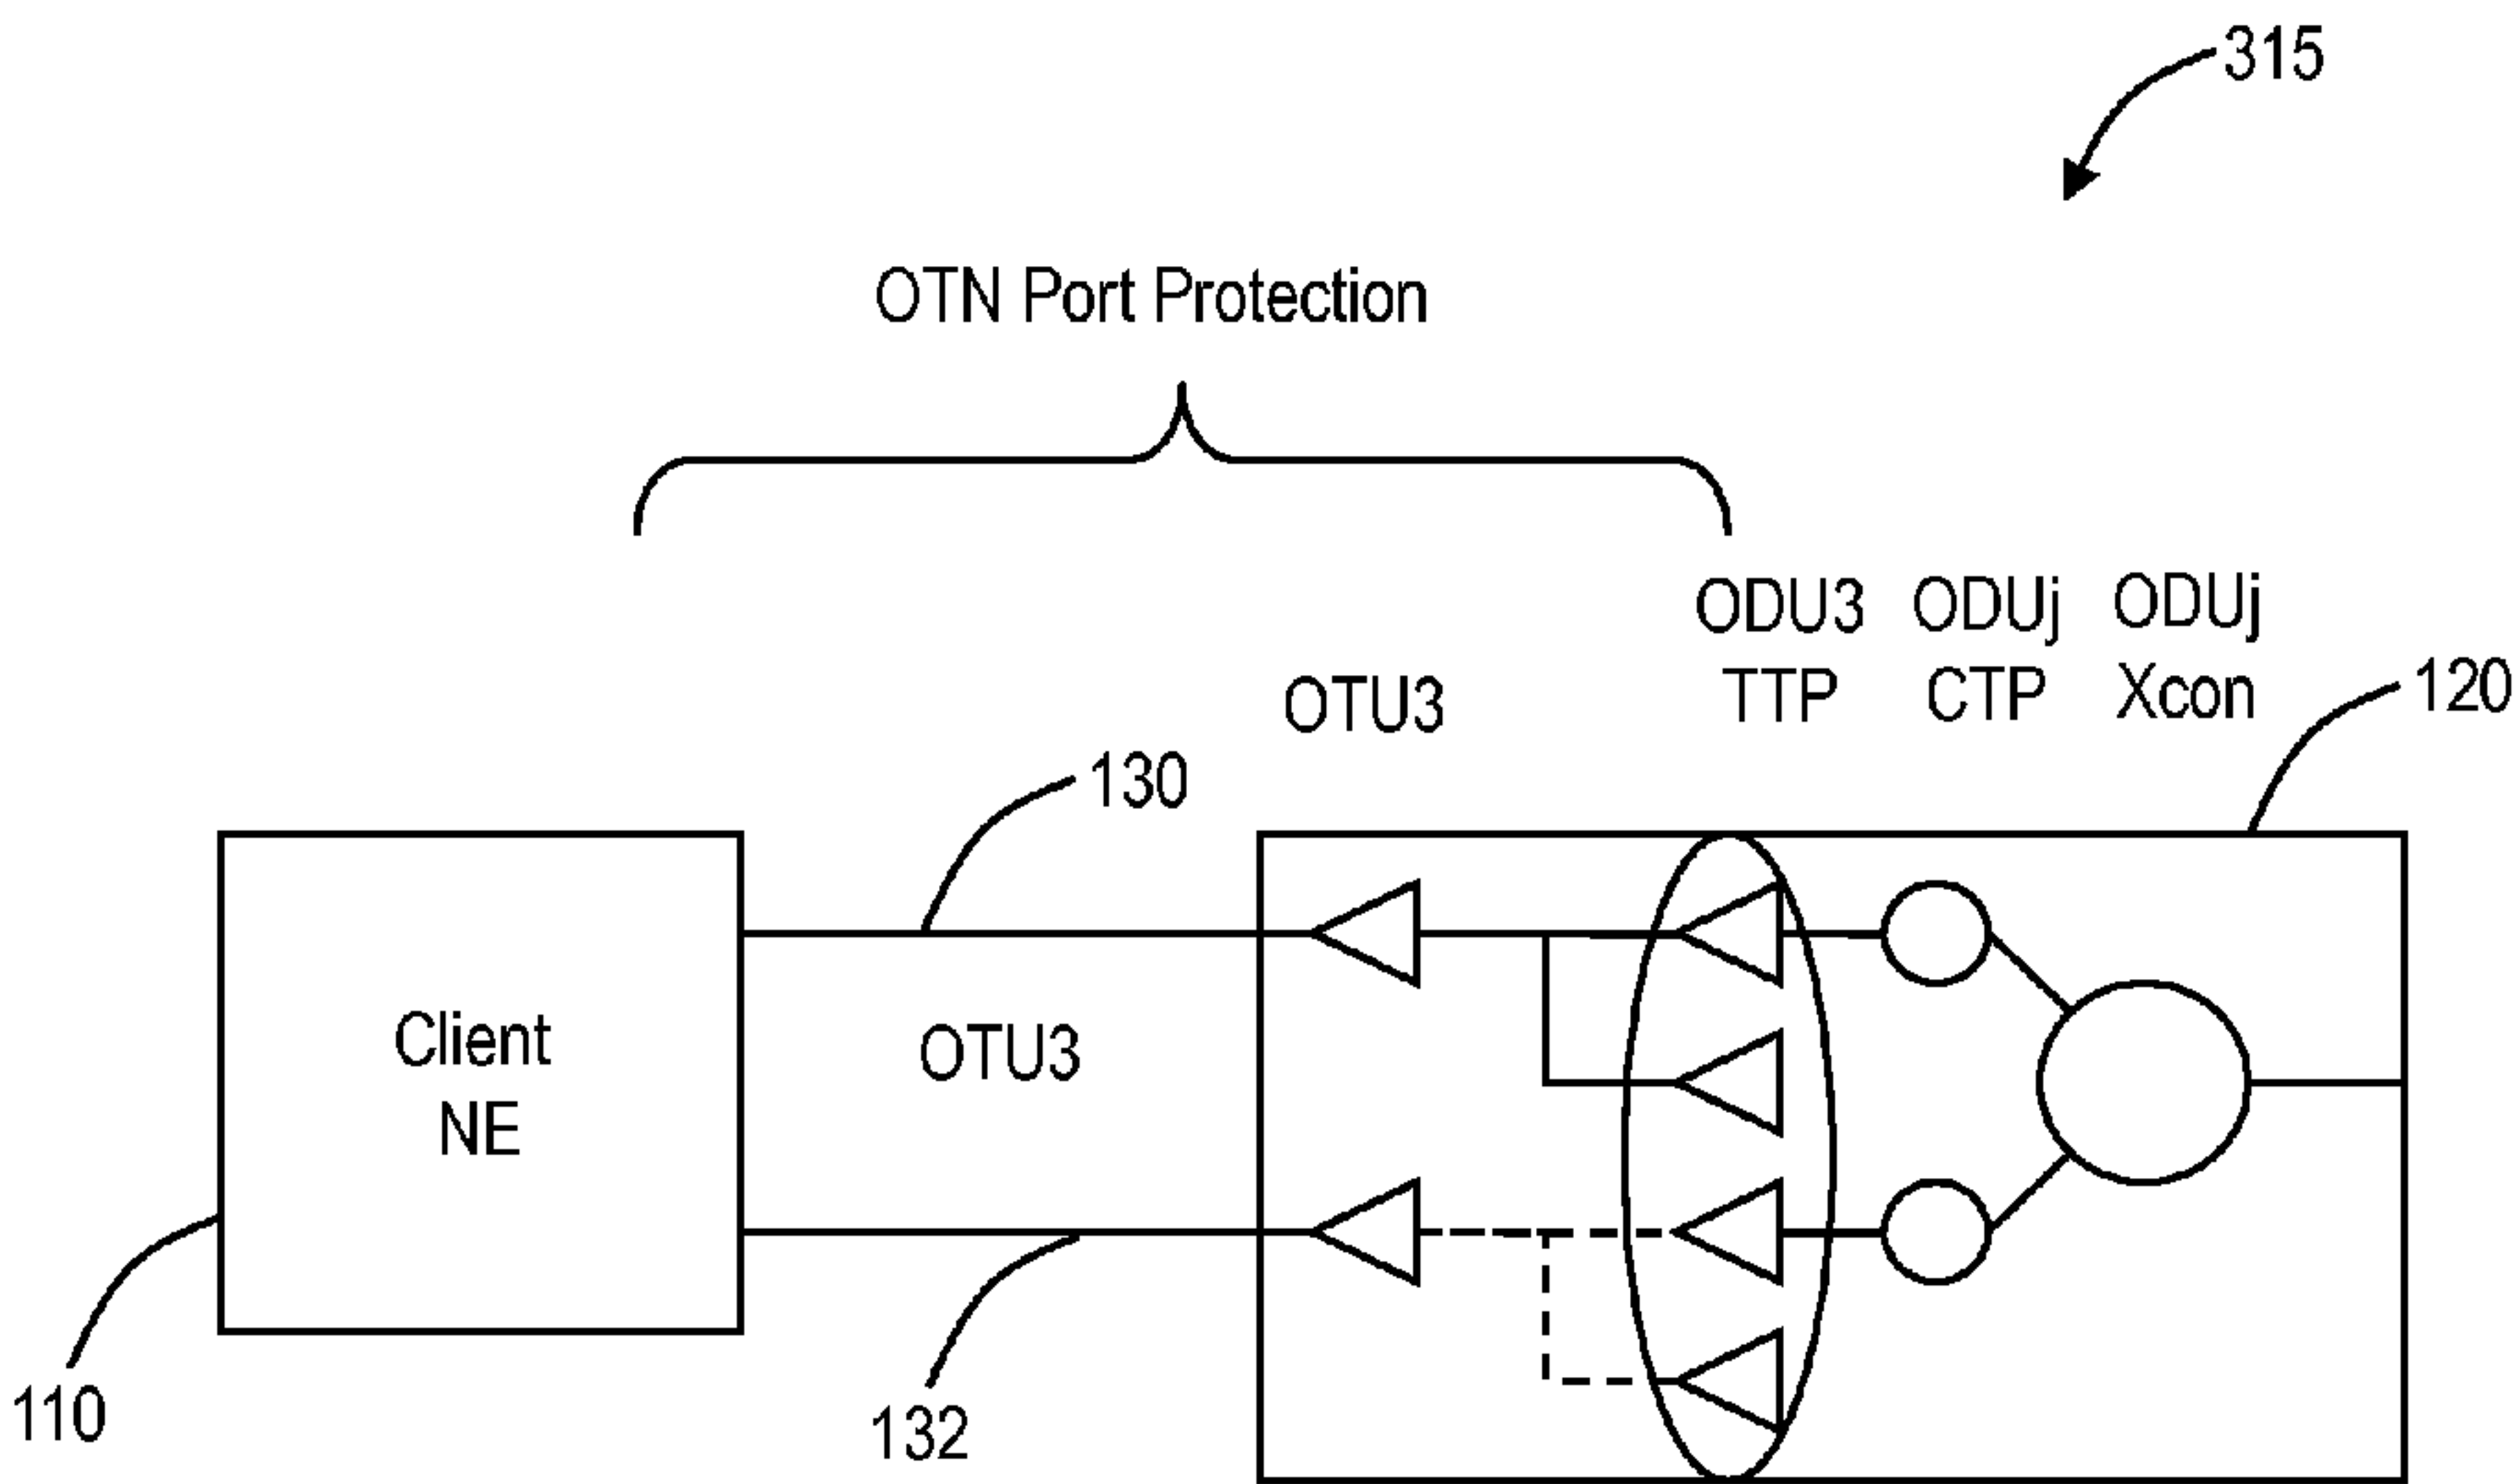 315
OTN Port Protection
ODU3 ODUj ODUj
TTP CTP Xcon
OTU3
120
130
Client
NE
OTU3
110
132